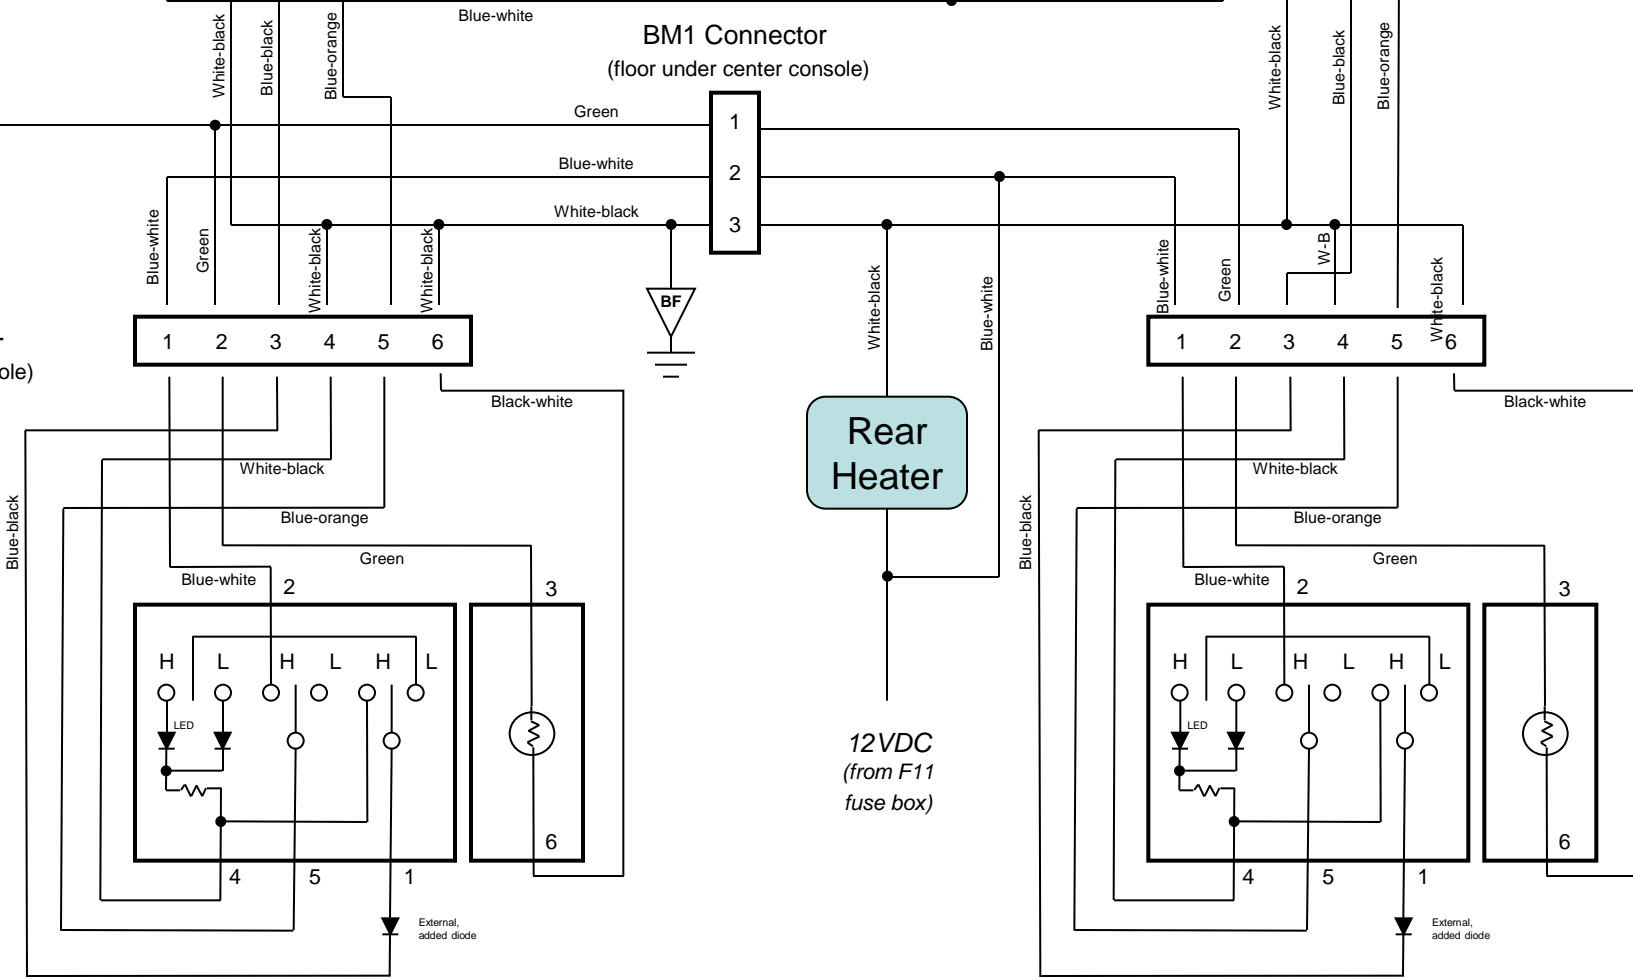 Blue-white
BM1 Connector
(floor under center console)
White-black
Blue-black
Blue-orange
White-black
Blue-black
Blue-orange
Green
1
Blue-white
2
White-black
3
Blue-white
Green
White-black
White-black
BF
White-black
Blue-white
Blue-white
Green
W-B
White-black
1 2 3 4 5 6
1 2 3 4 5 6
ole)
Black-white
Black-white
Rear
Heater
White-black
White-black
Blue-orange
Blue-orange
Blue-black
Blue-black
Green
Green
Blue-white
Blue-white
2
3
2
3
H L H L H L
H L H L H L
LED
LED
12VDC
(from F11
fuse box)
6
6
4 5 1
4 5 1
External,
added diode
External,
added diode